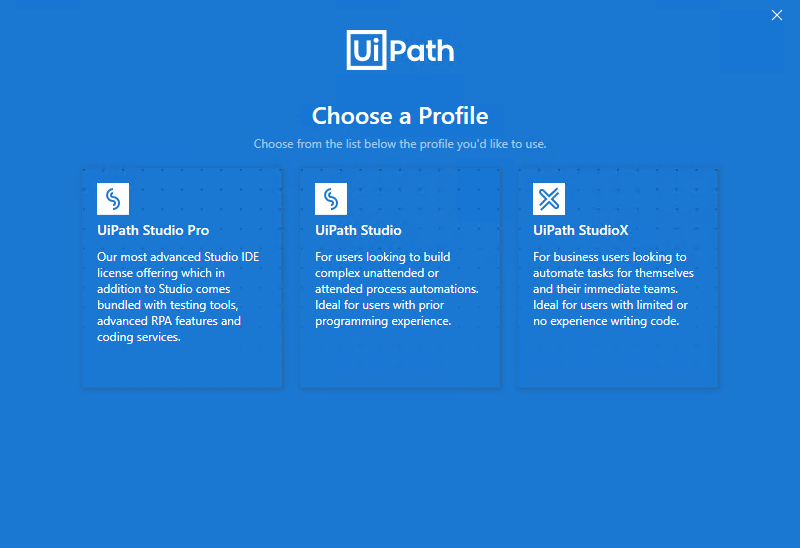 UiPath
Choose a Profile
Choose from the list below the profile you'd like to use.
UiPath Studio Pro
Our most advanced Studio IDE
license offering which in
addition to Studio comes
bundled with testing tools,
advanced RPA features and
coding services.
UiPath Studio
For users looking to build
complex unattended or
attended process automations.
Ideal for users with prior
programming experience.
UiPath StudioX
For business users looking to
automate tasks for themselves
and their immediate teams.
Ideal for users with limited or
no experience writing code.